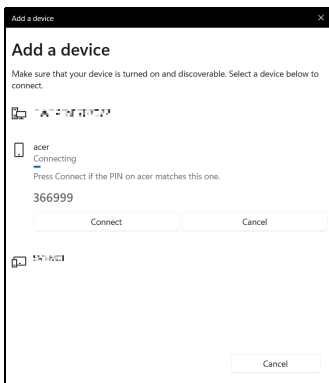 Add a device
Add a device
Make sure that your device is turned on and discoverable. Select a device below to
connect.
acer
Connecting
Press Connect if the PIN on acer matches this one.
366999
Connect Cancel
Cancel